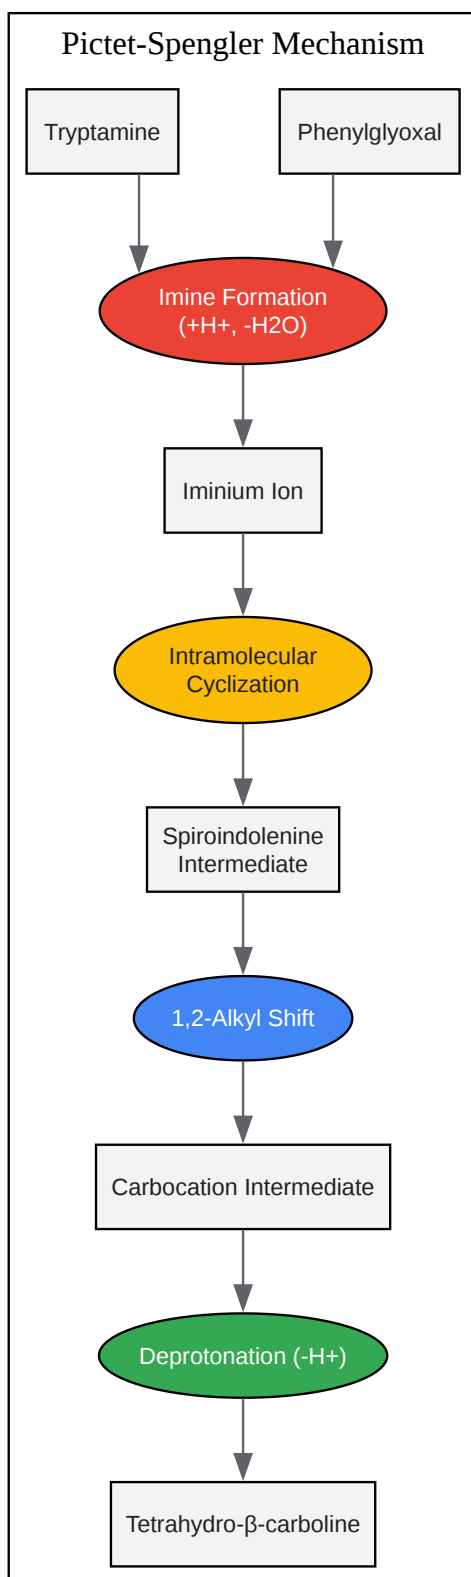 Pictet-Spengler Mechanism
Tryptamine
Phenylglyoxal
Imine Formation
(+H+, -H2O)
Iminium Ion
Intramolecular
Cyclization
Spiroindolenine
Intermediate
1,2-Alkyl Shift
Carbocation Intermediate
Deprotonation (-H+)
Tetrahydro-β-carboline